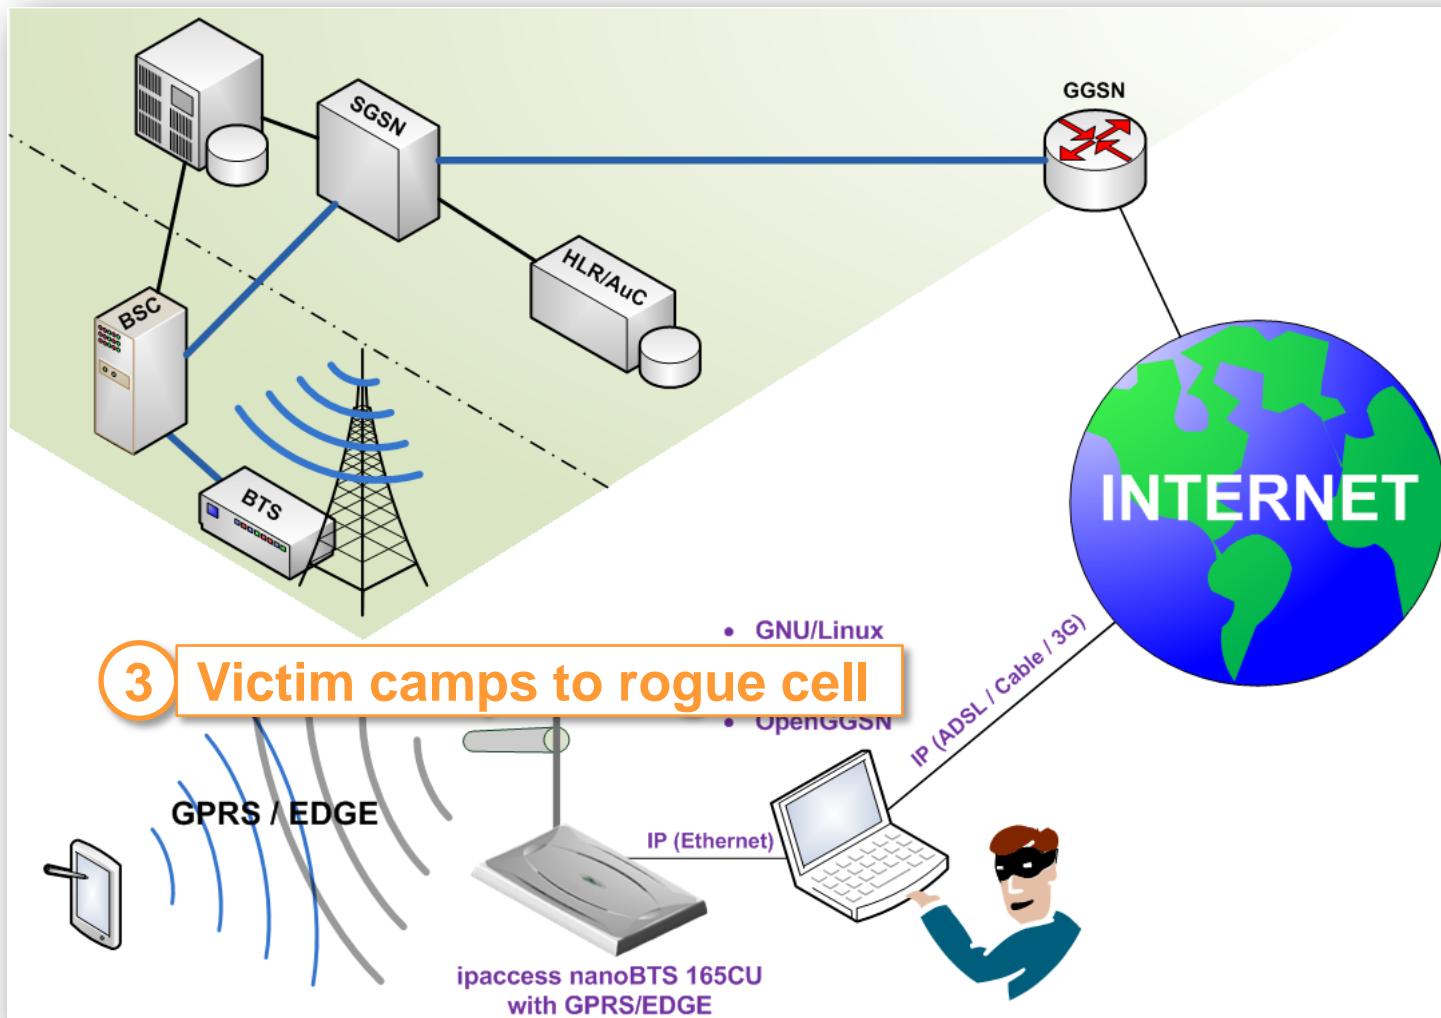 SGSN
GGSN
HLR/AuC
BSC
BTS
INTERNET
• GNU/Linux
3 Victim camps to rogue cell
• OpenGGSN
IP (ADSL / Cable / 3G)
GPRS / EDGE
IP (Ethernet)
ipaccess nanoBTS 165CU
with GPRS/EDGE